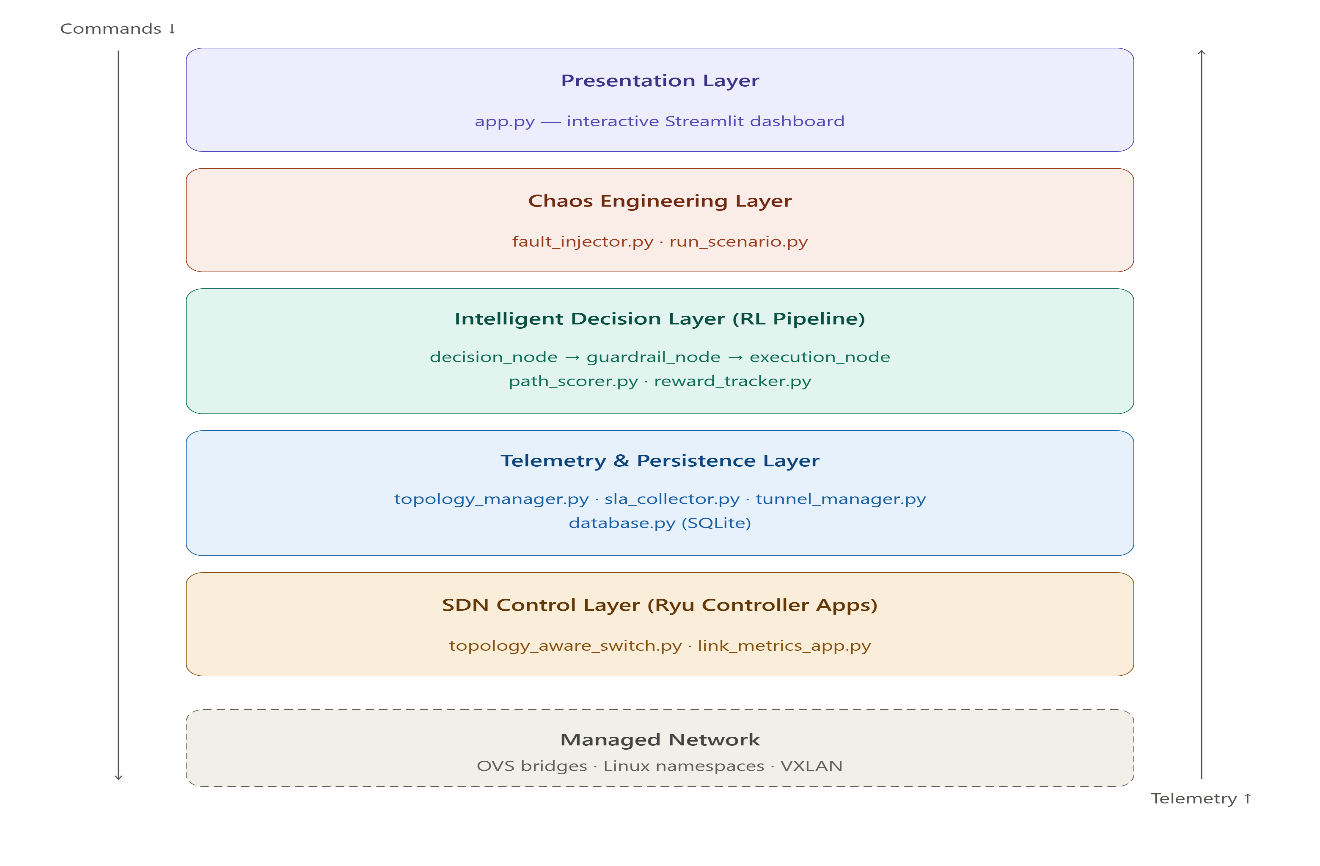 Commands ↓
Presentation Layer
app.py — interactive Streamlit dashboard
Chaos Engineering Layer
fault_injector.py · run_scenario.py
Intelligent Decision Layer (RL Pipeline)
decision_node → guardrail_node → execution_node
path_scorer.py · reward_tracker.py
Telemetry & Persistence Layer
topology_manager.py · sla_collector.py · tunnel_manager.py
database.py (SQLite)
SDN Control Layer (Ryu Controller Apps)
topology_aware_switch.py · link_metrics_app.py
Managed Network
OVS bridges · Linux namespaces · VXLAN
Telemetry ↑